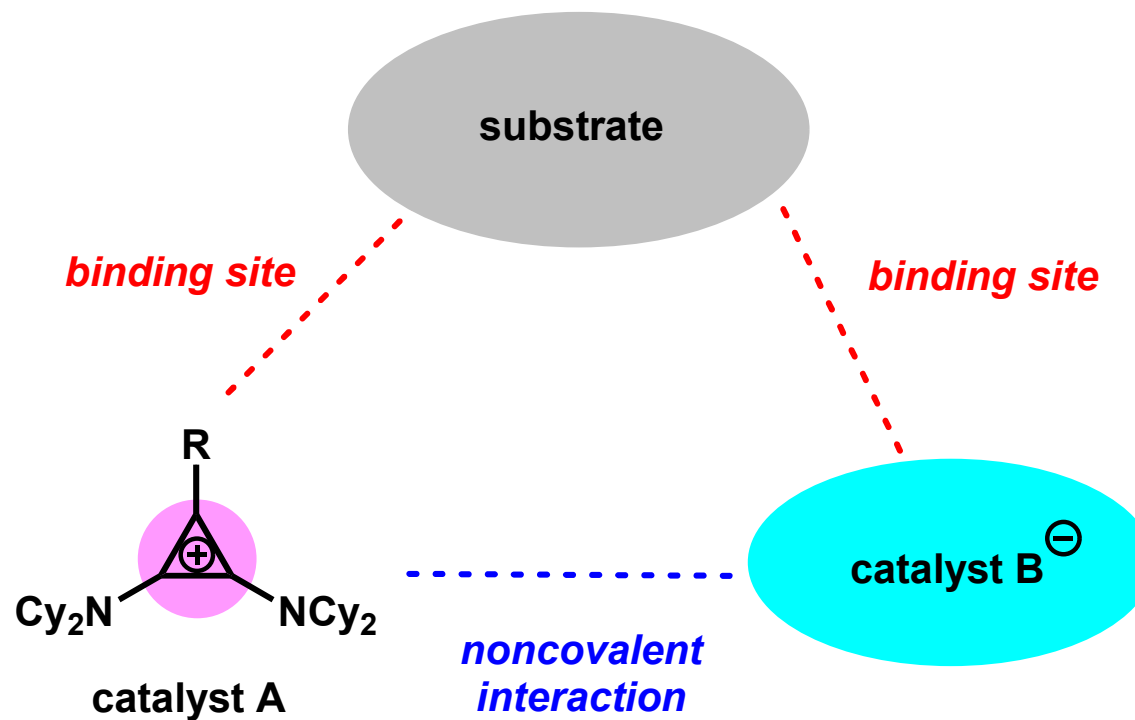 substrate
binding site
binding site
R
⊕
Cy₂N
NCy₂
catalyst B⊖
noncovalent
interaction
catalyst A